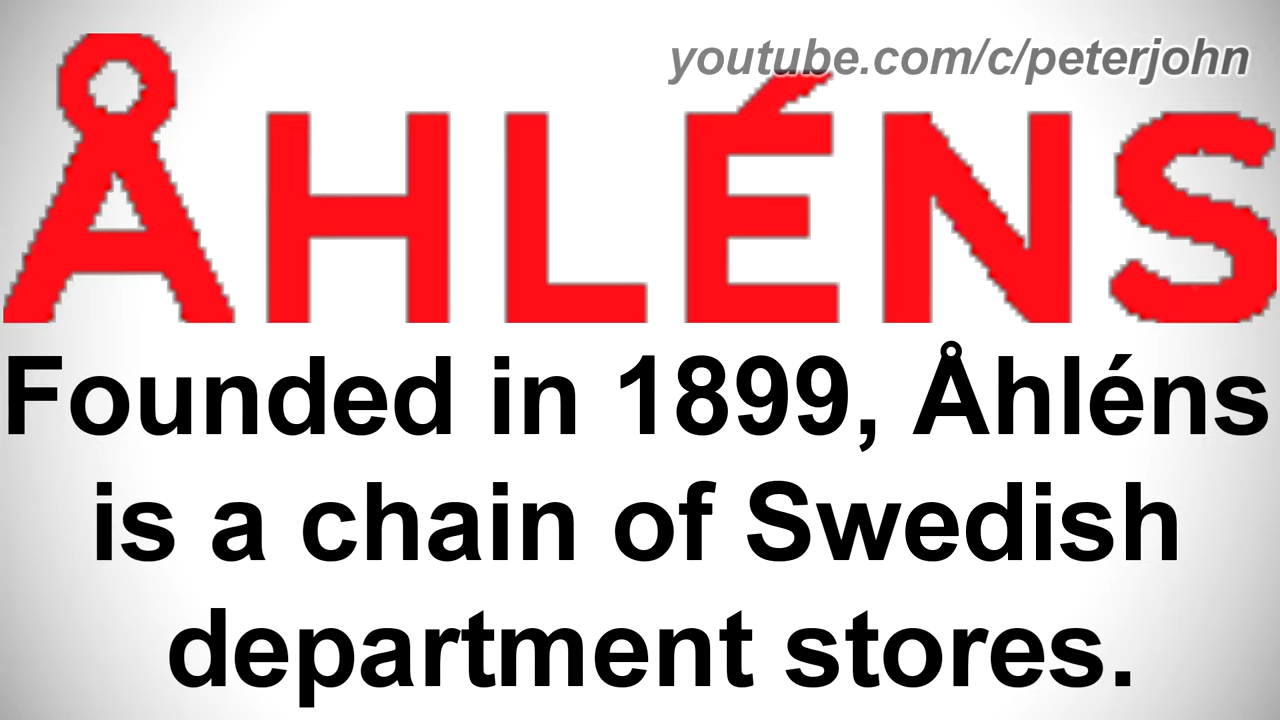 youtube.com/c/peterjohn
ÅHLÉNS
Founded in 1899, Åhléns
is a chain of Swedish
department stores.